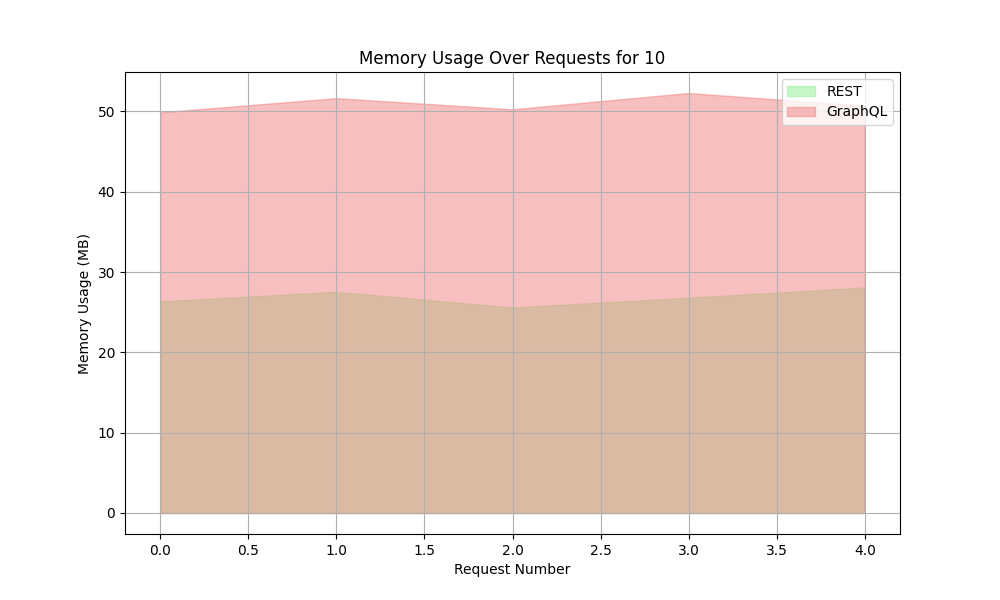 Memory Usage Over Requests for 10
REST
GraphQL
Memory Usage (MB)
50
40
30
20
10
0
0.0 0.5 1.0 1.5 2.0 2.5 3.0 3.5 4.0
Request Number